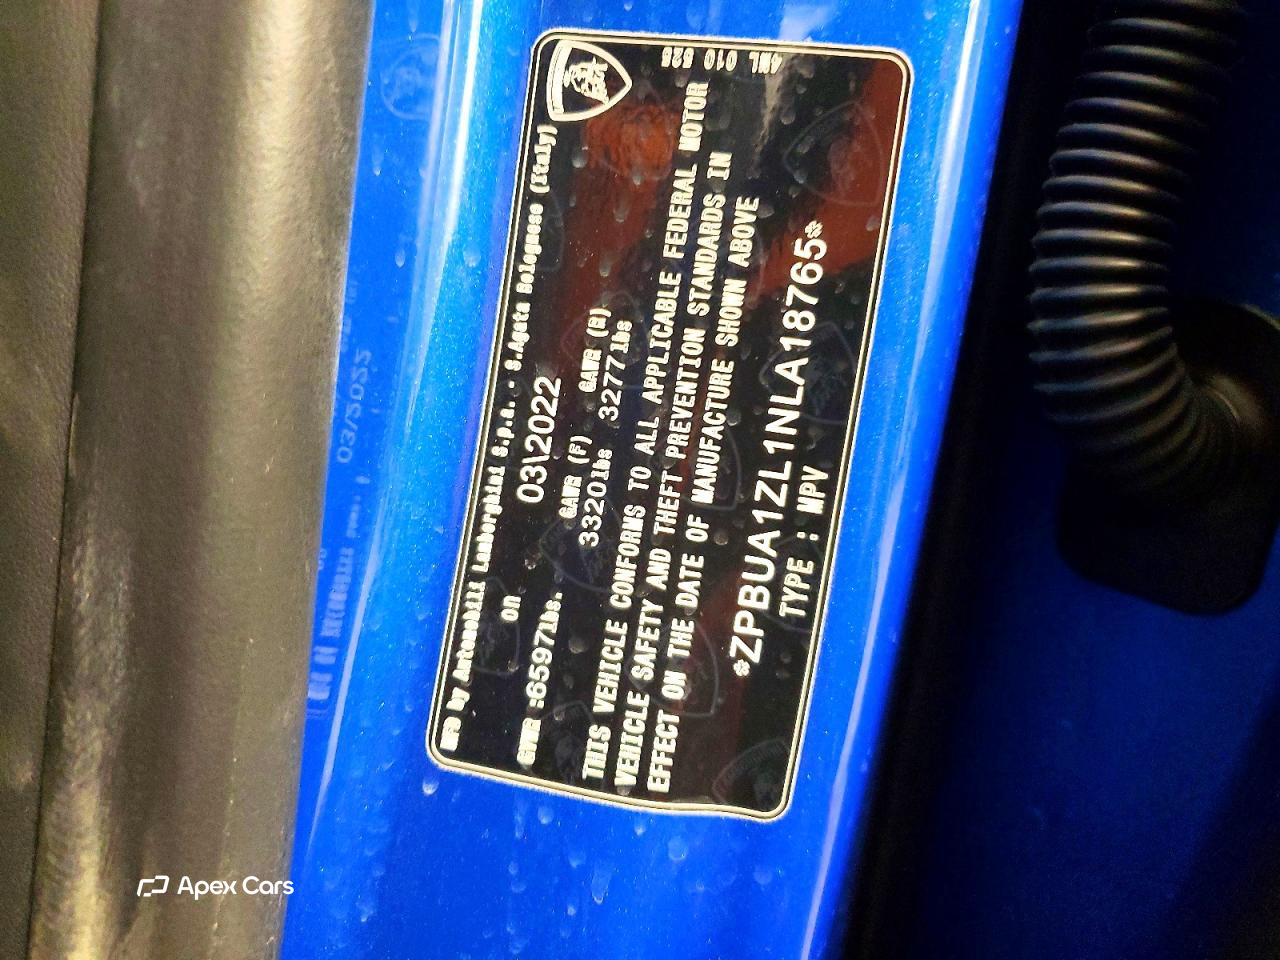 MFD by Automobili Lamborghini S.p.a. - S.Agata Bolognese (Italy)
on 03\2022
GVWR :6597lbs. GAWR (F) GAWR (R)
3320lbs 3277lbs
THIS VEHICLE CONFORMS TO ALL APPLICABLE FEDERAL MOTOR
VEHICLE SAFETY AND THEFT PREVENTION STANDARDS IN
EFFECT ON THE DATE OF MANUFACTURE SHOWN ABOVE
*ZPBUA1ZL1NLA18765*
TYPE : MPV
4ML 010 828
03/2022
Apex Cars